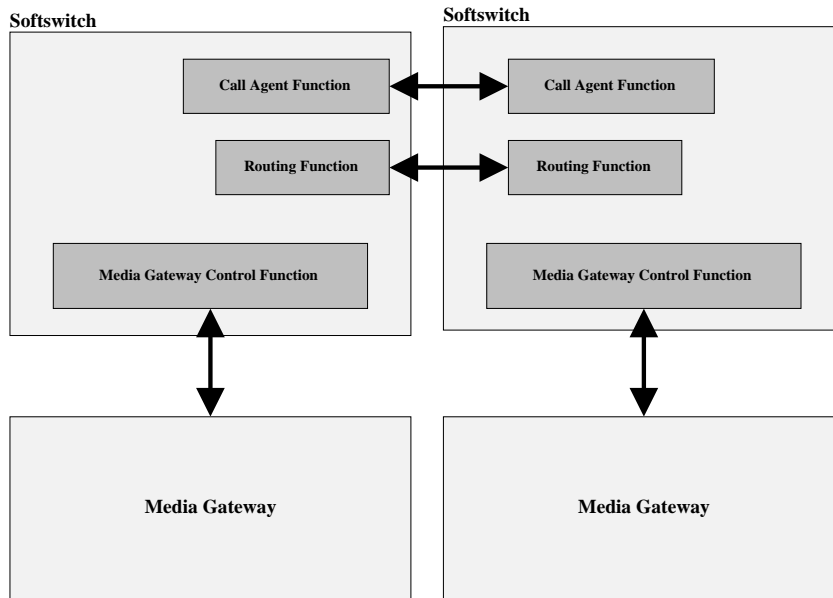 Softswitch
Softswitch
Call Agent Function
Call Agent Function
Routing Function
Routing Function
Media Gateway Control Function
Media Gateway Control Function
Media Gateway
Media Gateway